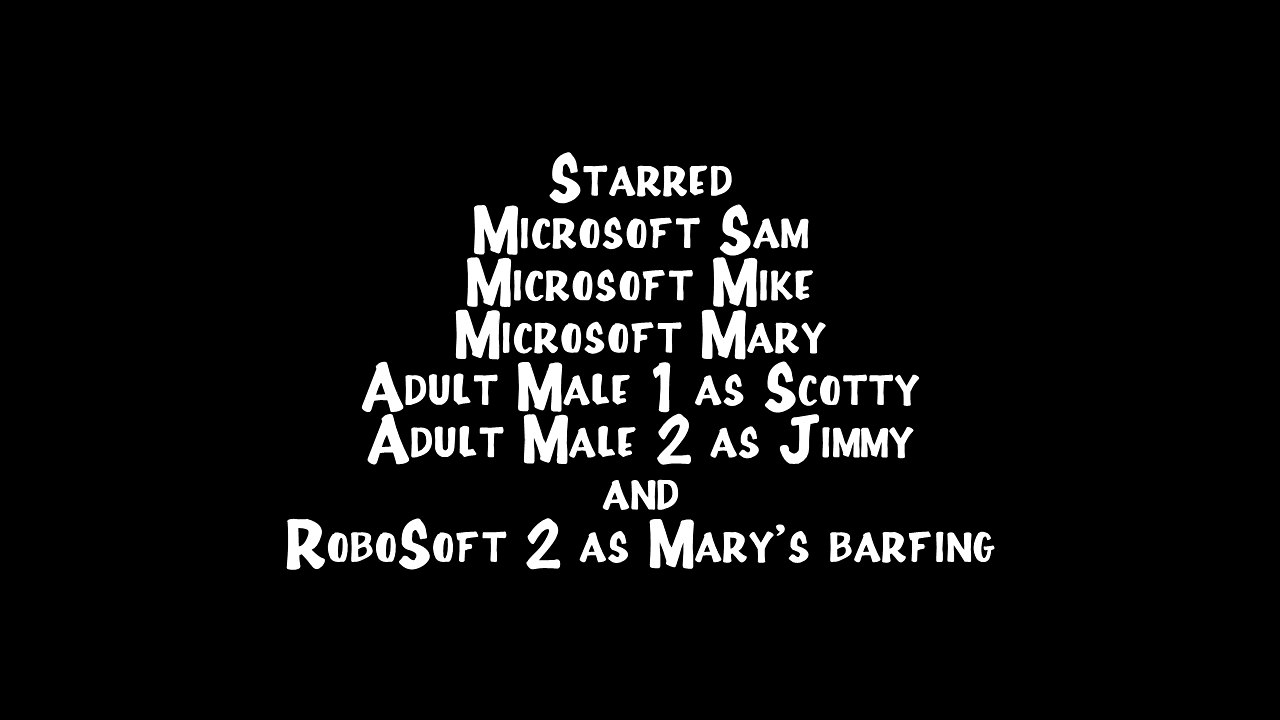 Starred
Microsoft Sam
Microsoft Mike
Microsoft Mary
Adult Male 1 as Scotty
Adult Male 2 as Jimmy
and
RoboSoft 2 as Mary's barfing